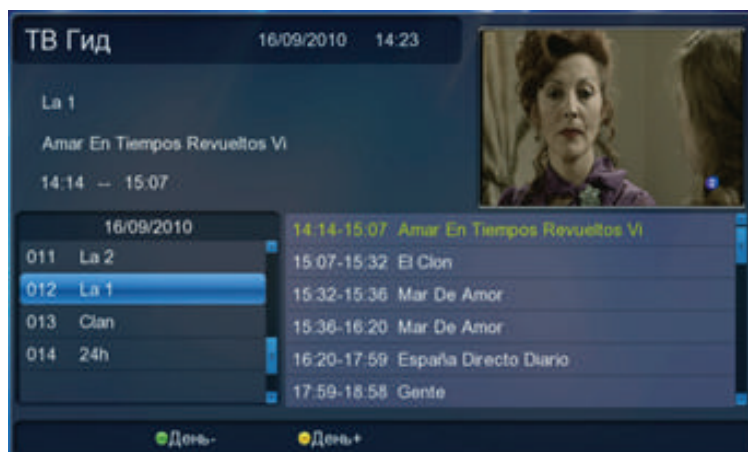 ТВ Гид 16/09/2010 14:23
La 1
Amar En Tiempos Revueltos Vi
14:14 -- 15:07
16/09/2010
011 La 2
012 La 1
013 Clan
014 24h
14:14-15:07 Amar En Tiempos Revueltos Vi
15:07-15:32 El Clon
15:32-15:36 Mar De Amor
15:36-16:20 Mar De Amor
16:20-17:59 España Directo Diario
17:59-18:58 Gente
День- День+